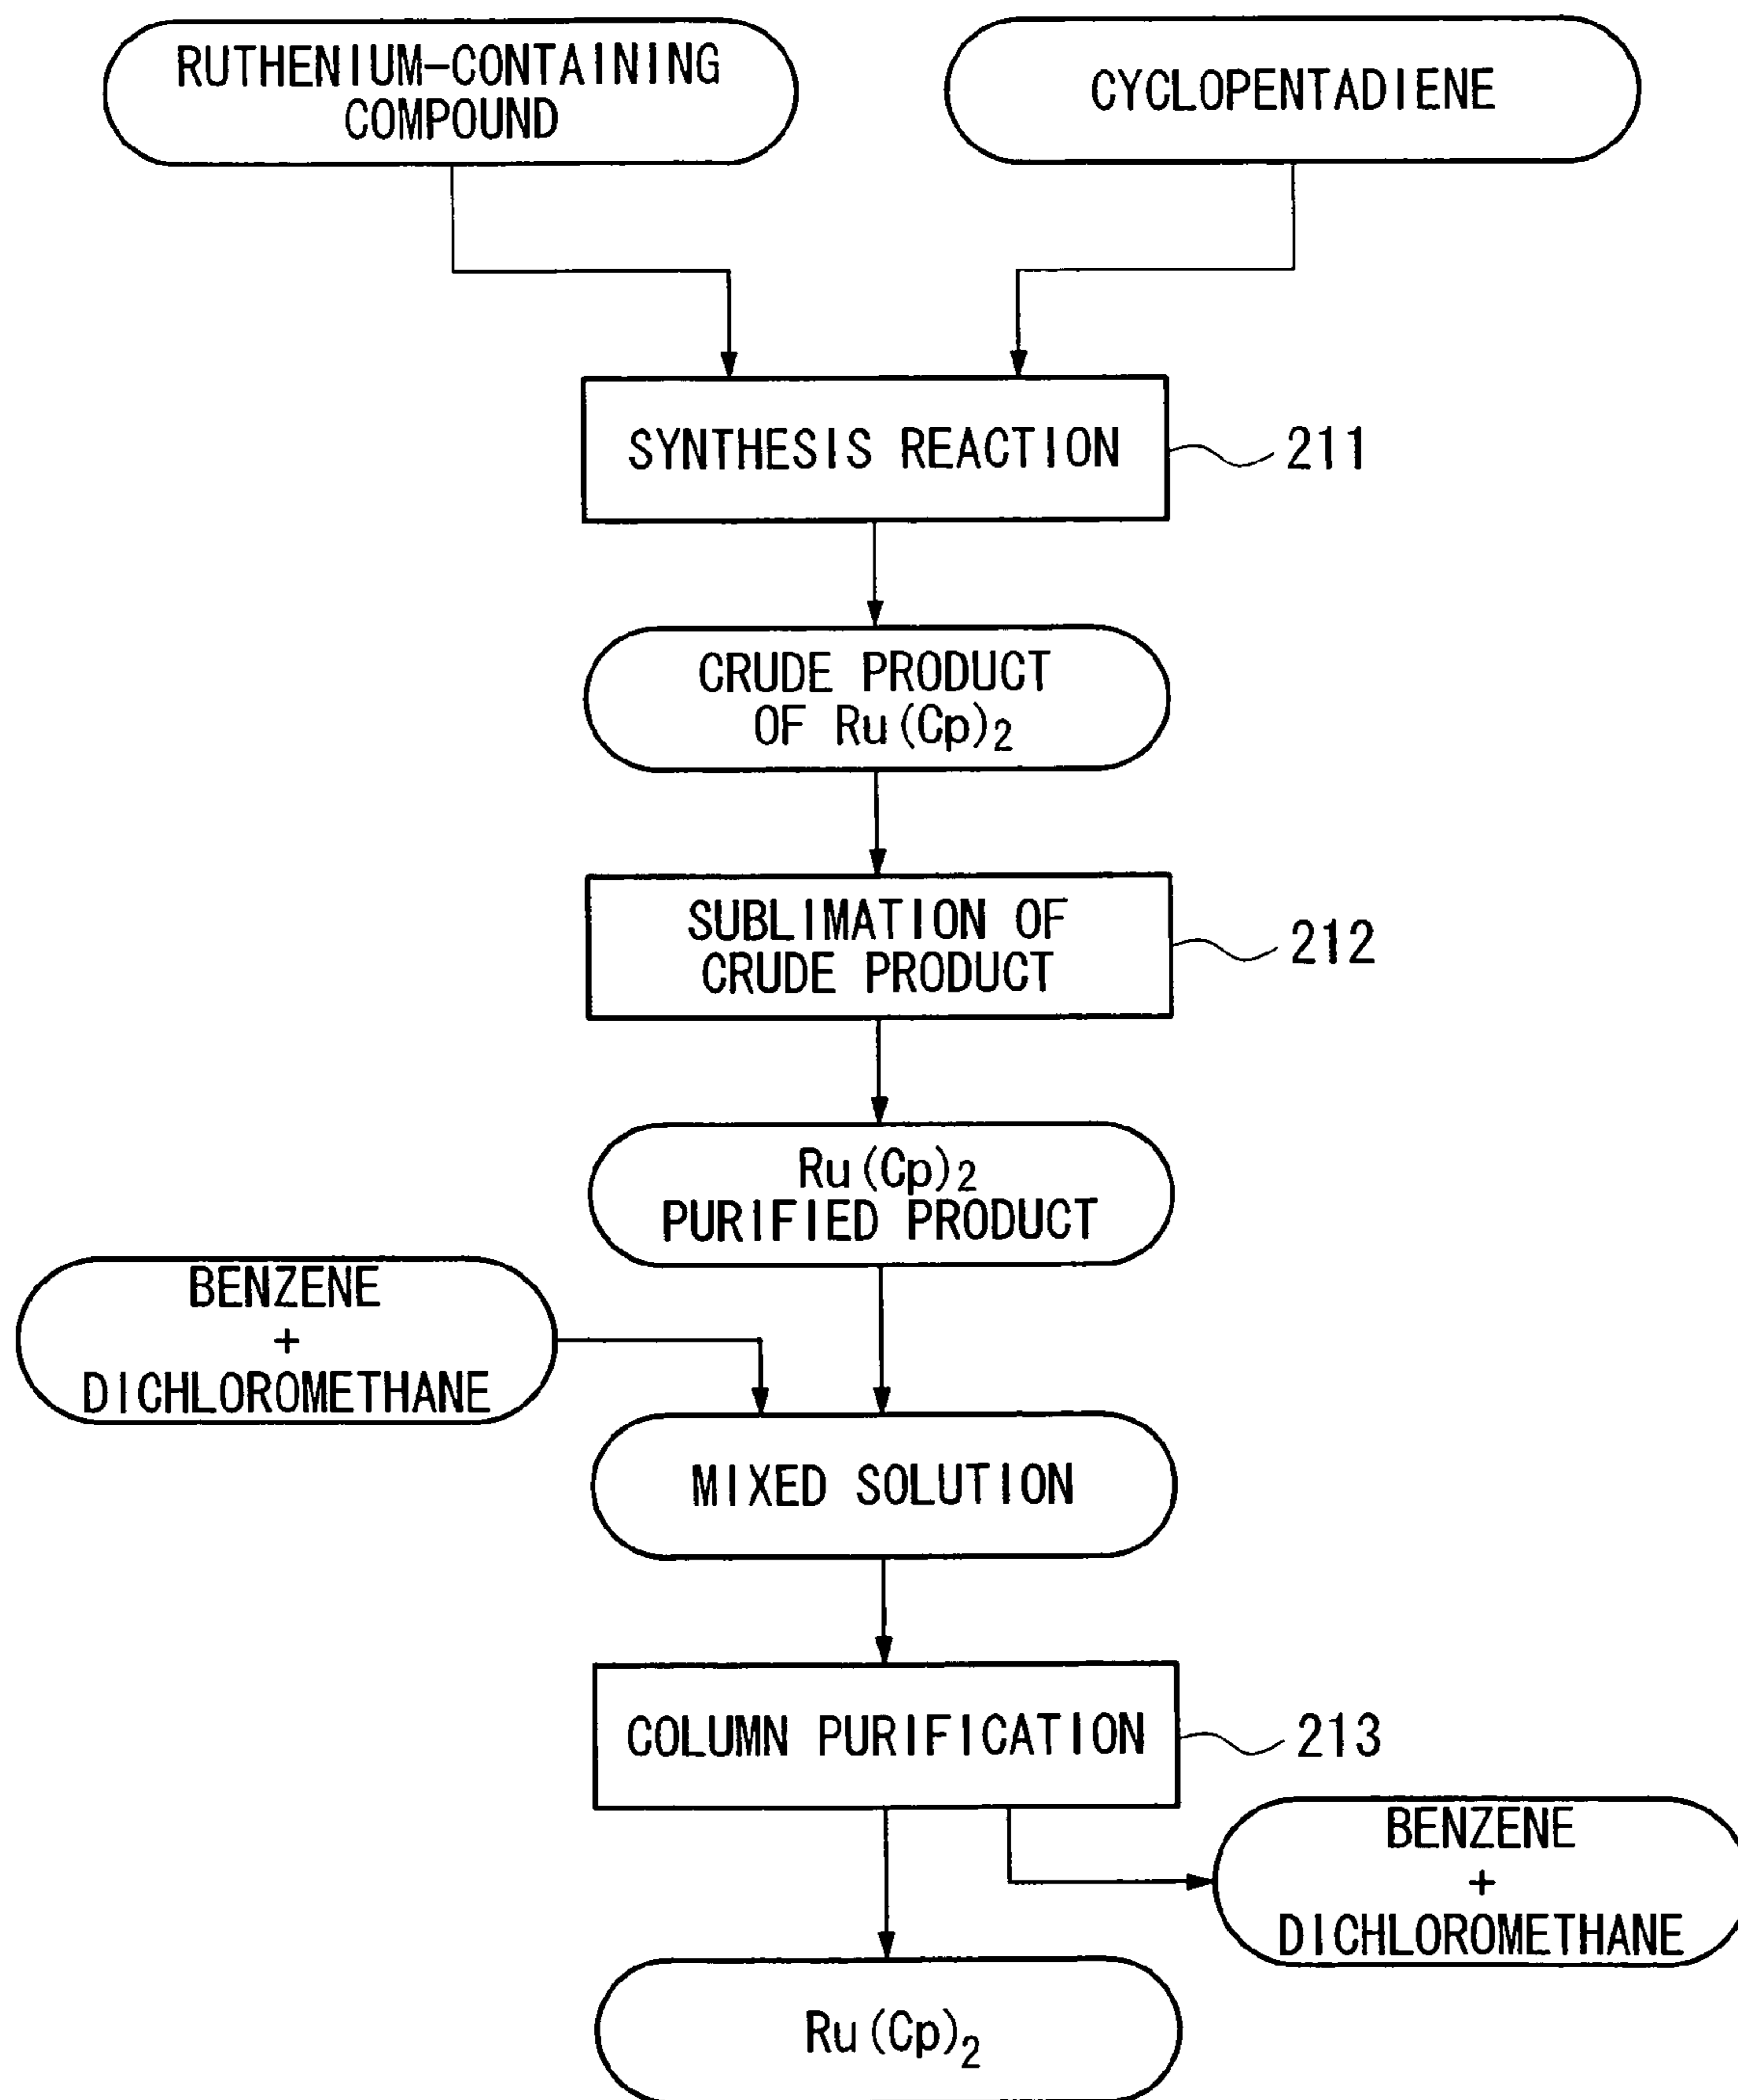 RUTHENIUM-CONTAINING
COMPOUND
CYCLOPENTADIENE
SYNTHESIS REACTION
211
CRUDE PRODUCT
OF Ru(Cp)₂
SUBLIMATION OF
CRUDE PRODUCT
212
Ru(Cp)₂
PURIFIED PRODUCT
BENZENE
+
DICHLOROMETHANE
MIXED SOLUTION
COLUMN PURIFICATION
213
BENZENE
+
DICHLOROMETHANE
Ru(Cp)₂